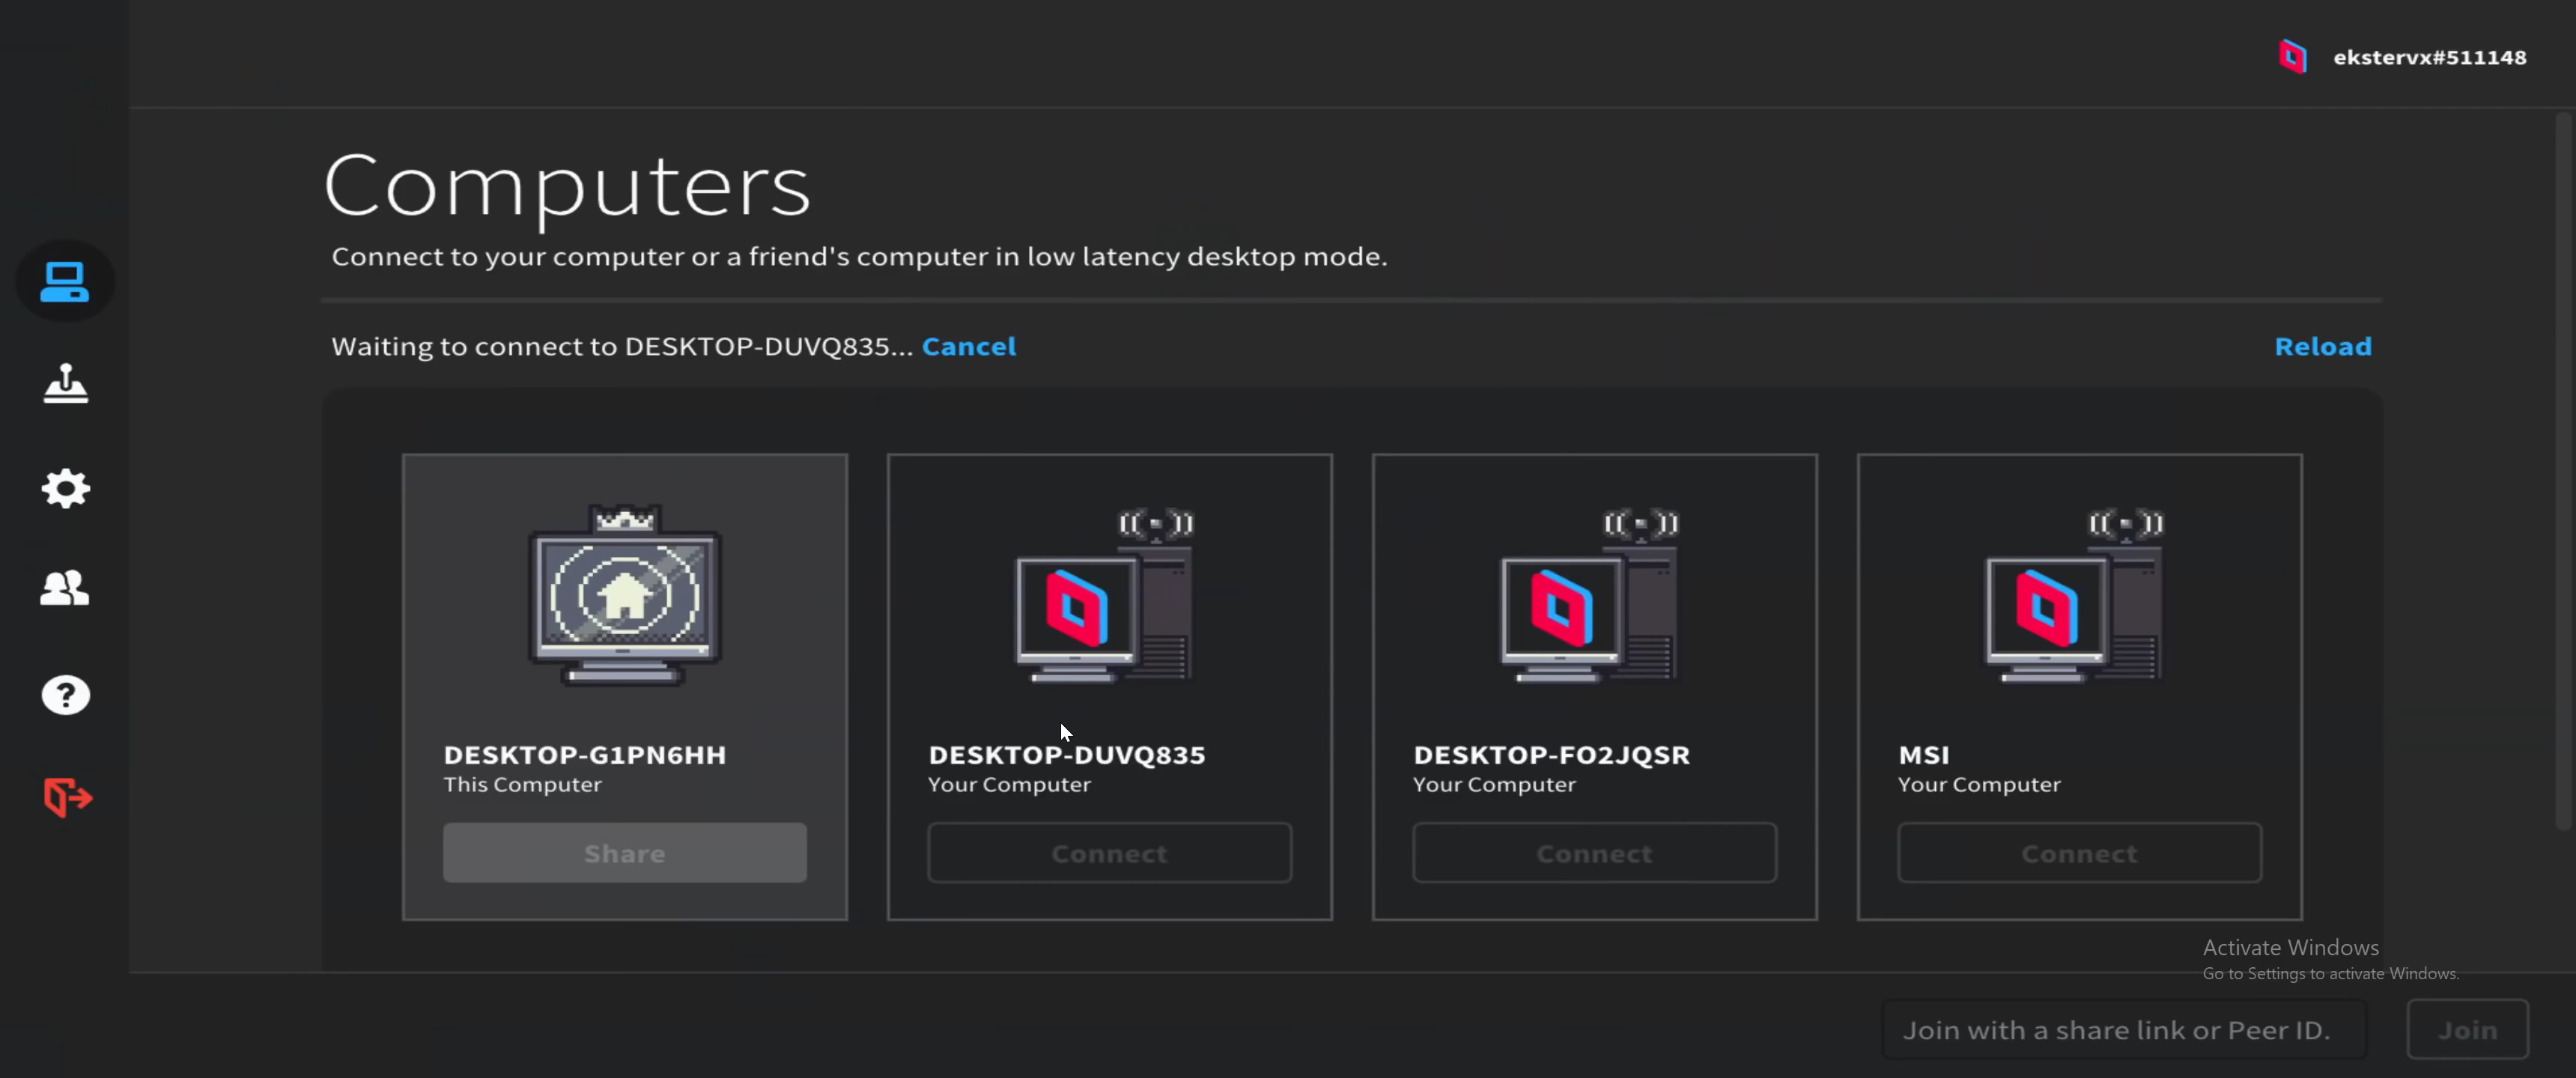 ekstervx#511148
Computers
Connect to your computer or a friend's computer in low latency desktop mode.
Waiting to connect to DESKTOP-DUVQ835... Cancel
Reload
DESKTOP-G1PN6HH
This Computer
Share
DESKTOP-DUVQ835
Your Computer
Connect
DESKTOP-FO2JQSR
Your Computer
Connect
MSI
Your Computer
Connect
Activate Windows
Go to Settings to activate Windows.
Join with a share link or Peer ID.
Join